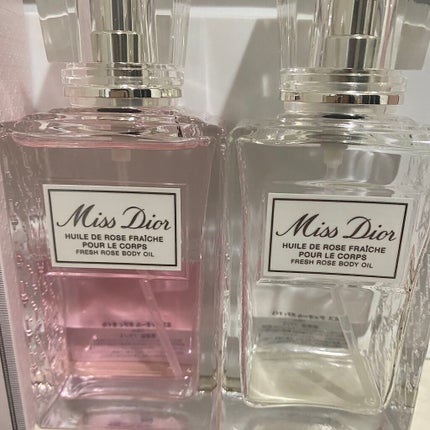 Miss Dior
HUILE DE ROSE FRAÎCHE
POUR LE CORPS
FRESH ROSE BODY OIL
Miss Dior
HUILE DE ROSE FRAÎCHE
POUR LE CORPS
FRESH ROSE BODY OIL